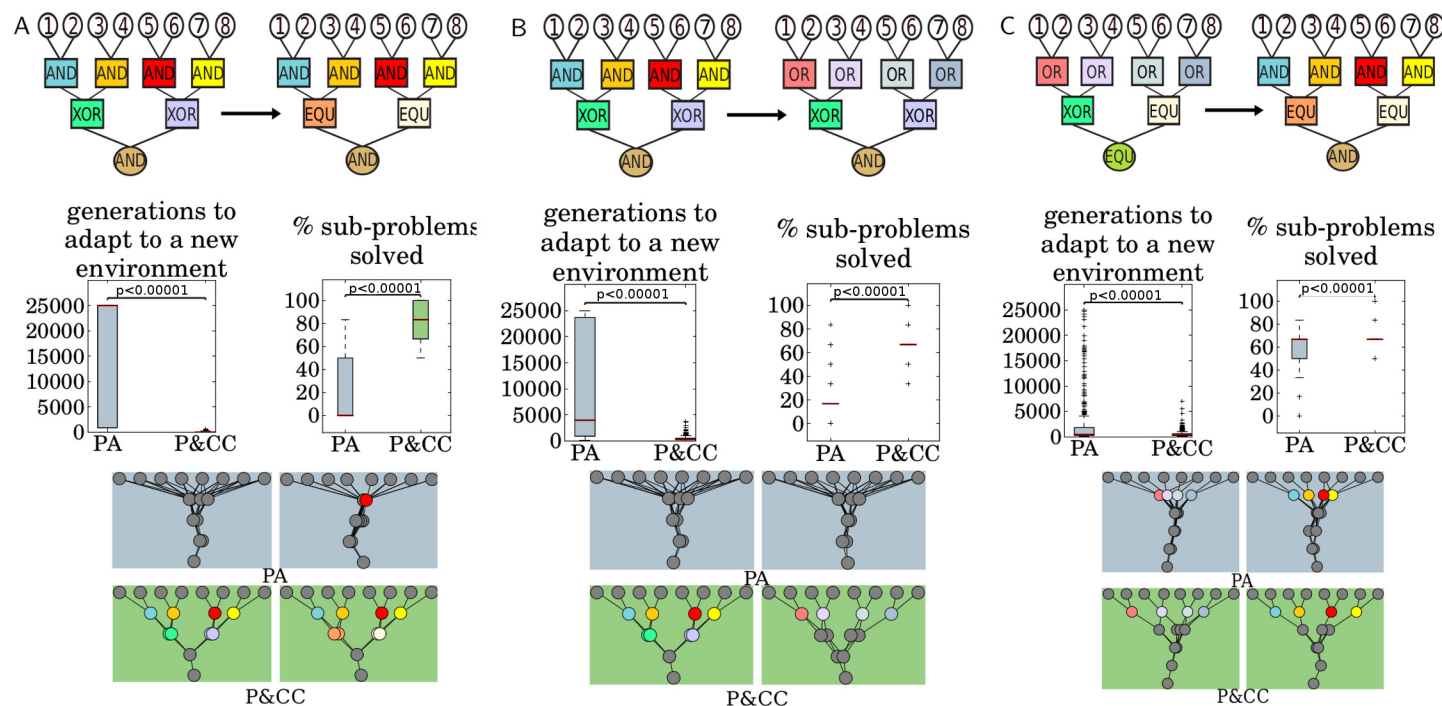 A
1 2 3 4 5 6 7 8
1 2 3 4 5 6 7 8
AND AND AND AND
AND AND AND AND
XOR XOR
EQU EQU
AND
AND
generations to
adapt to a new
environment
% sub-problems
solved
p<0.00001
25000
20000
15000
10000
5000
0
PA P&CC
p<0.00001
100
80
60
40
20
0
PA P&CC
PA
P&CC
B
1 2 3 4 5 6 7 8
1 2 3 4 5 6 7 8
AND AND AND AND
OR OR OR OR
XOR XOR
XOR XOR
AND
AND
generations to
adapt to a new
environment
% sub-problems
solved
p<0.00001
25000
20000
15000
10000
5000
0
PA P&CC
p<0.00001
100
80
60
40
20
0
PA P&CC
PA
P&CC
C
1 2 3 4 5 6 7 8
1 2 3 4 5 6 7 8
OR OR OR OR
AND AND AND AND
XOR EQU
EQU EQU
EQU
AND
generations to
adapt to a new
environment
% sub-problems
solved
p<0.00001
25000
20000
15000
10000
5000
0
PA P&CC
p<0.00001
100
80
60
40
20
0
PA P&CC
PA
P&CC